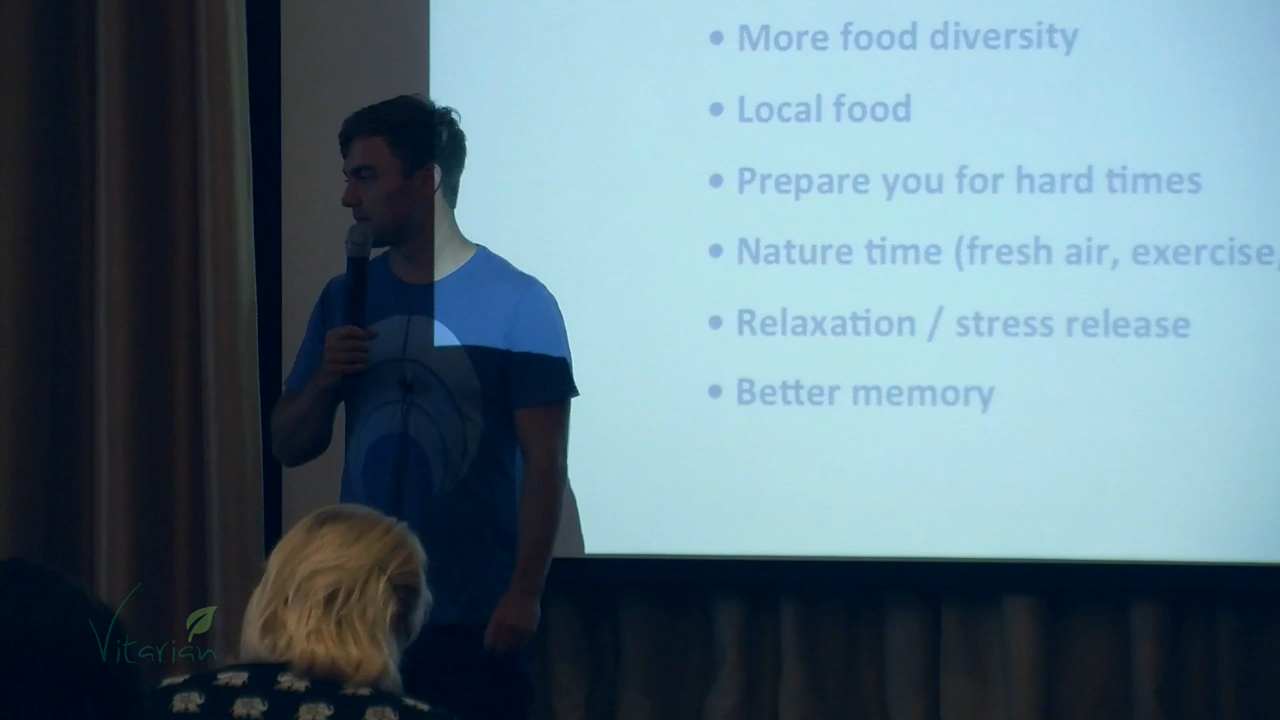 • More food diversity
• Local food
• Prepare you for hard times
• Nature time (fresh air, exercise,
• Relaxation / stress release
• Better memory
Vitarian